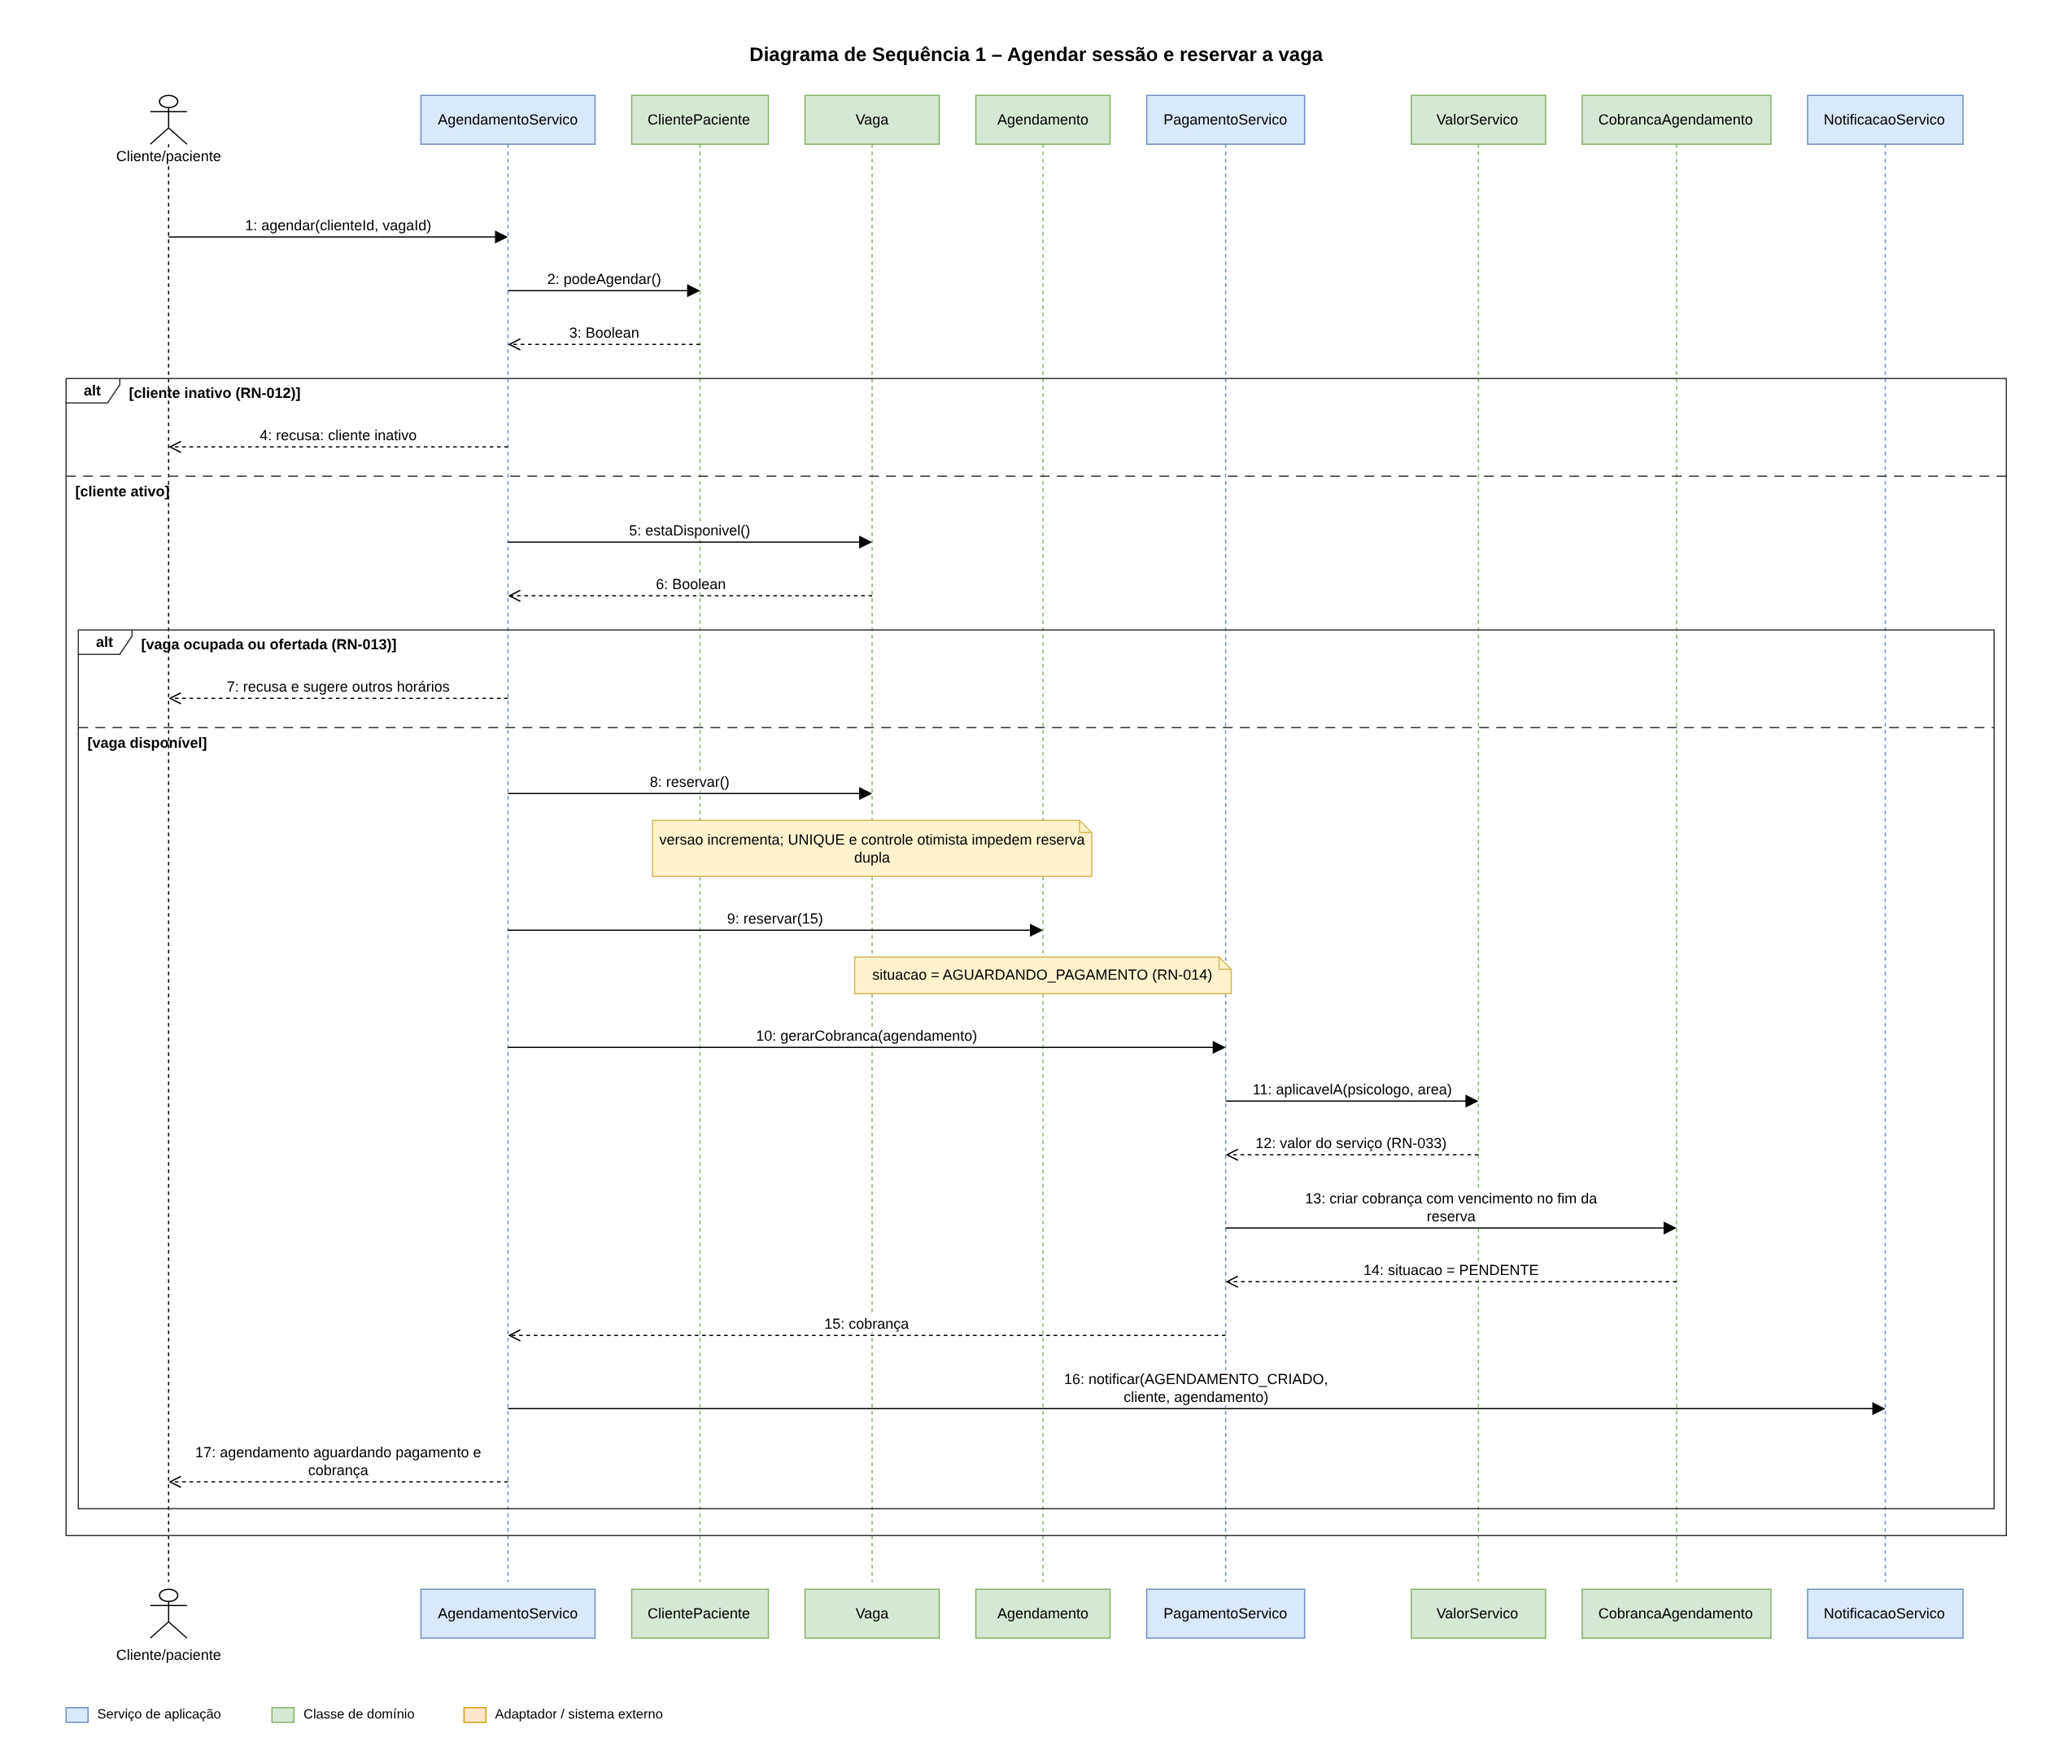 Diagrama de Sequência 1 – Agendar sessão e reservar a vaga
Cliente/paciente
AgendamentoServico
ClientePaciente
Vaga
Agendamento
PagamentoServico
ValorServico
CobrancaAgendamento
NotificacaoServico
1: agendar(clienteId, vagaId)
2: podeAgendar()
3: Boolean
alt
[cliente inativo (RN-012)]
4: recusa: cliente inativo
[cliente ativo]
5: estaDisponivel()
6: Boolean
alt
[vaga ocupada ou ofertada (RN-013)]
7: recusa e sugere outros horários
[vaga disponível]
8: reservar()
versao incrementa; UNIQUE e controle otimista impedem reserva
dupla
9: reservar(15)
situacao = AGUARDANDO_PAGAMENTO (RN-014)
10: gerarCobranca(agendamento)
11: aplicavelA(psicologo, area)
12: valor do serviço (RN-033)
13: criar cobrança com vencimento no fim da
reserva
14: situacao = PENDENTE
15: cobrança
16: notificar(AGENDAMENTO_CRIADO,
cliente, agendamento)
17: agendamento aguardando pagamento e
cobrança
Cliente/paciente
AgendamentoServico
ClientePaciente
Vaga
Agendamento
PagamentoServico
ValorServico
CobrancaAgendamento
NotificacaoServico
Serviço de aplicação
Classe de domínio
Adaptador / sistema externo